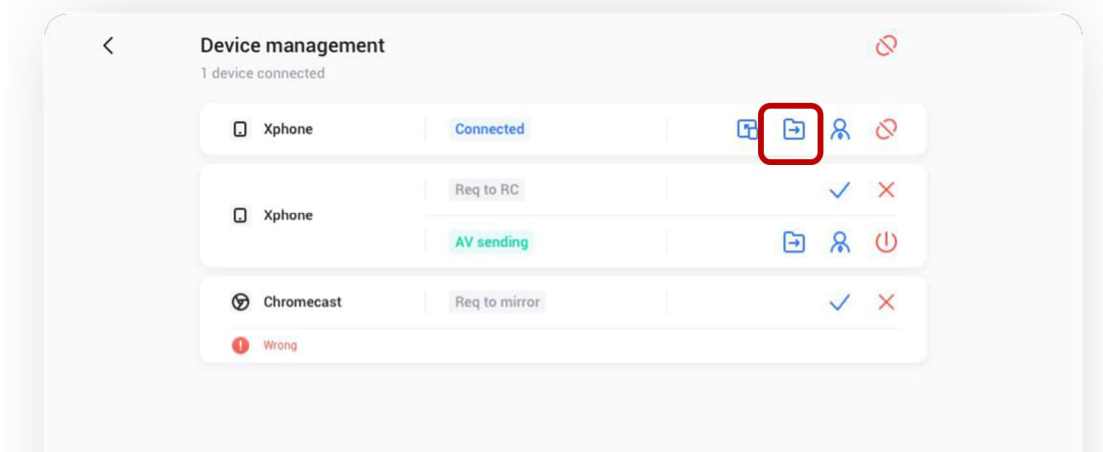 Device management
1 device connected
Xphone
Connected
Req to RC
Xphone
AV sending
Chromecast
Req to mirror
Wrong